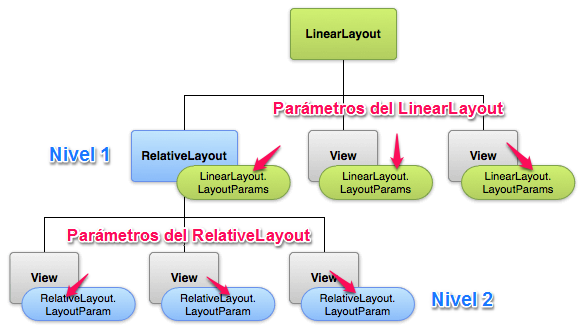 LinearLayout
Parámetros del LinearLayout
Nivel 1
RelativeLayout
LinearLayout.
LayoutParams
View
LinearLayout.
LayoutParams
View
LinearLayout.
LayoutParams
Parámetros del RelativeLayout
View
RelativeLayout.
LayoutParam
View
RelativeLayout.
LayoutParam
View
RelativeLayout.
LayoutParam
Nivel 2